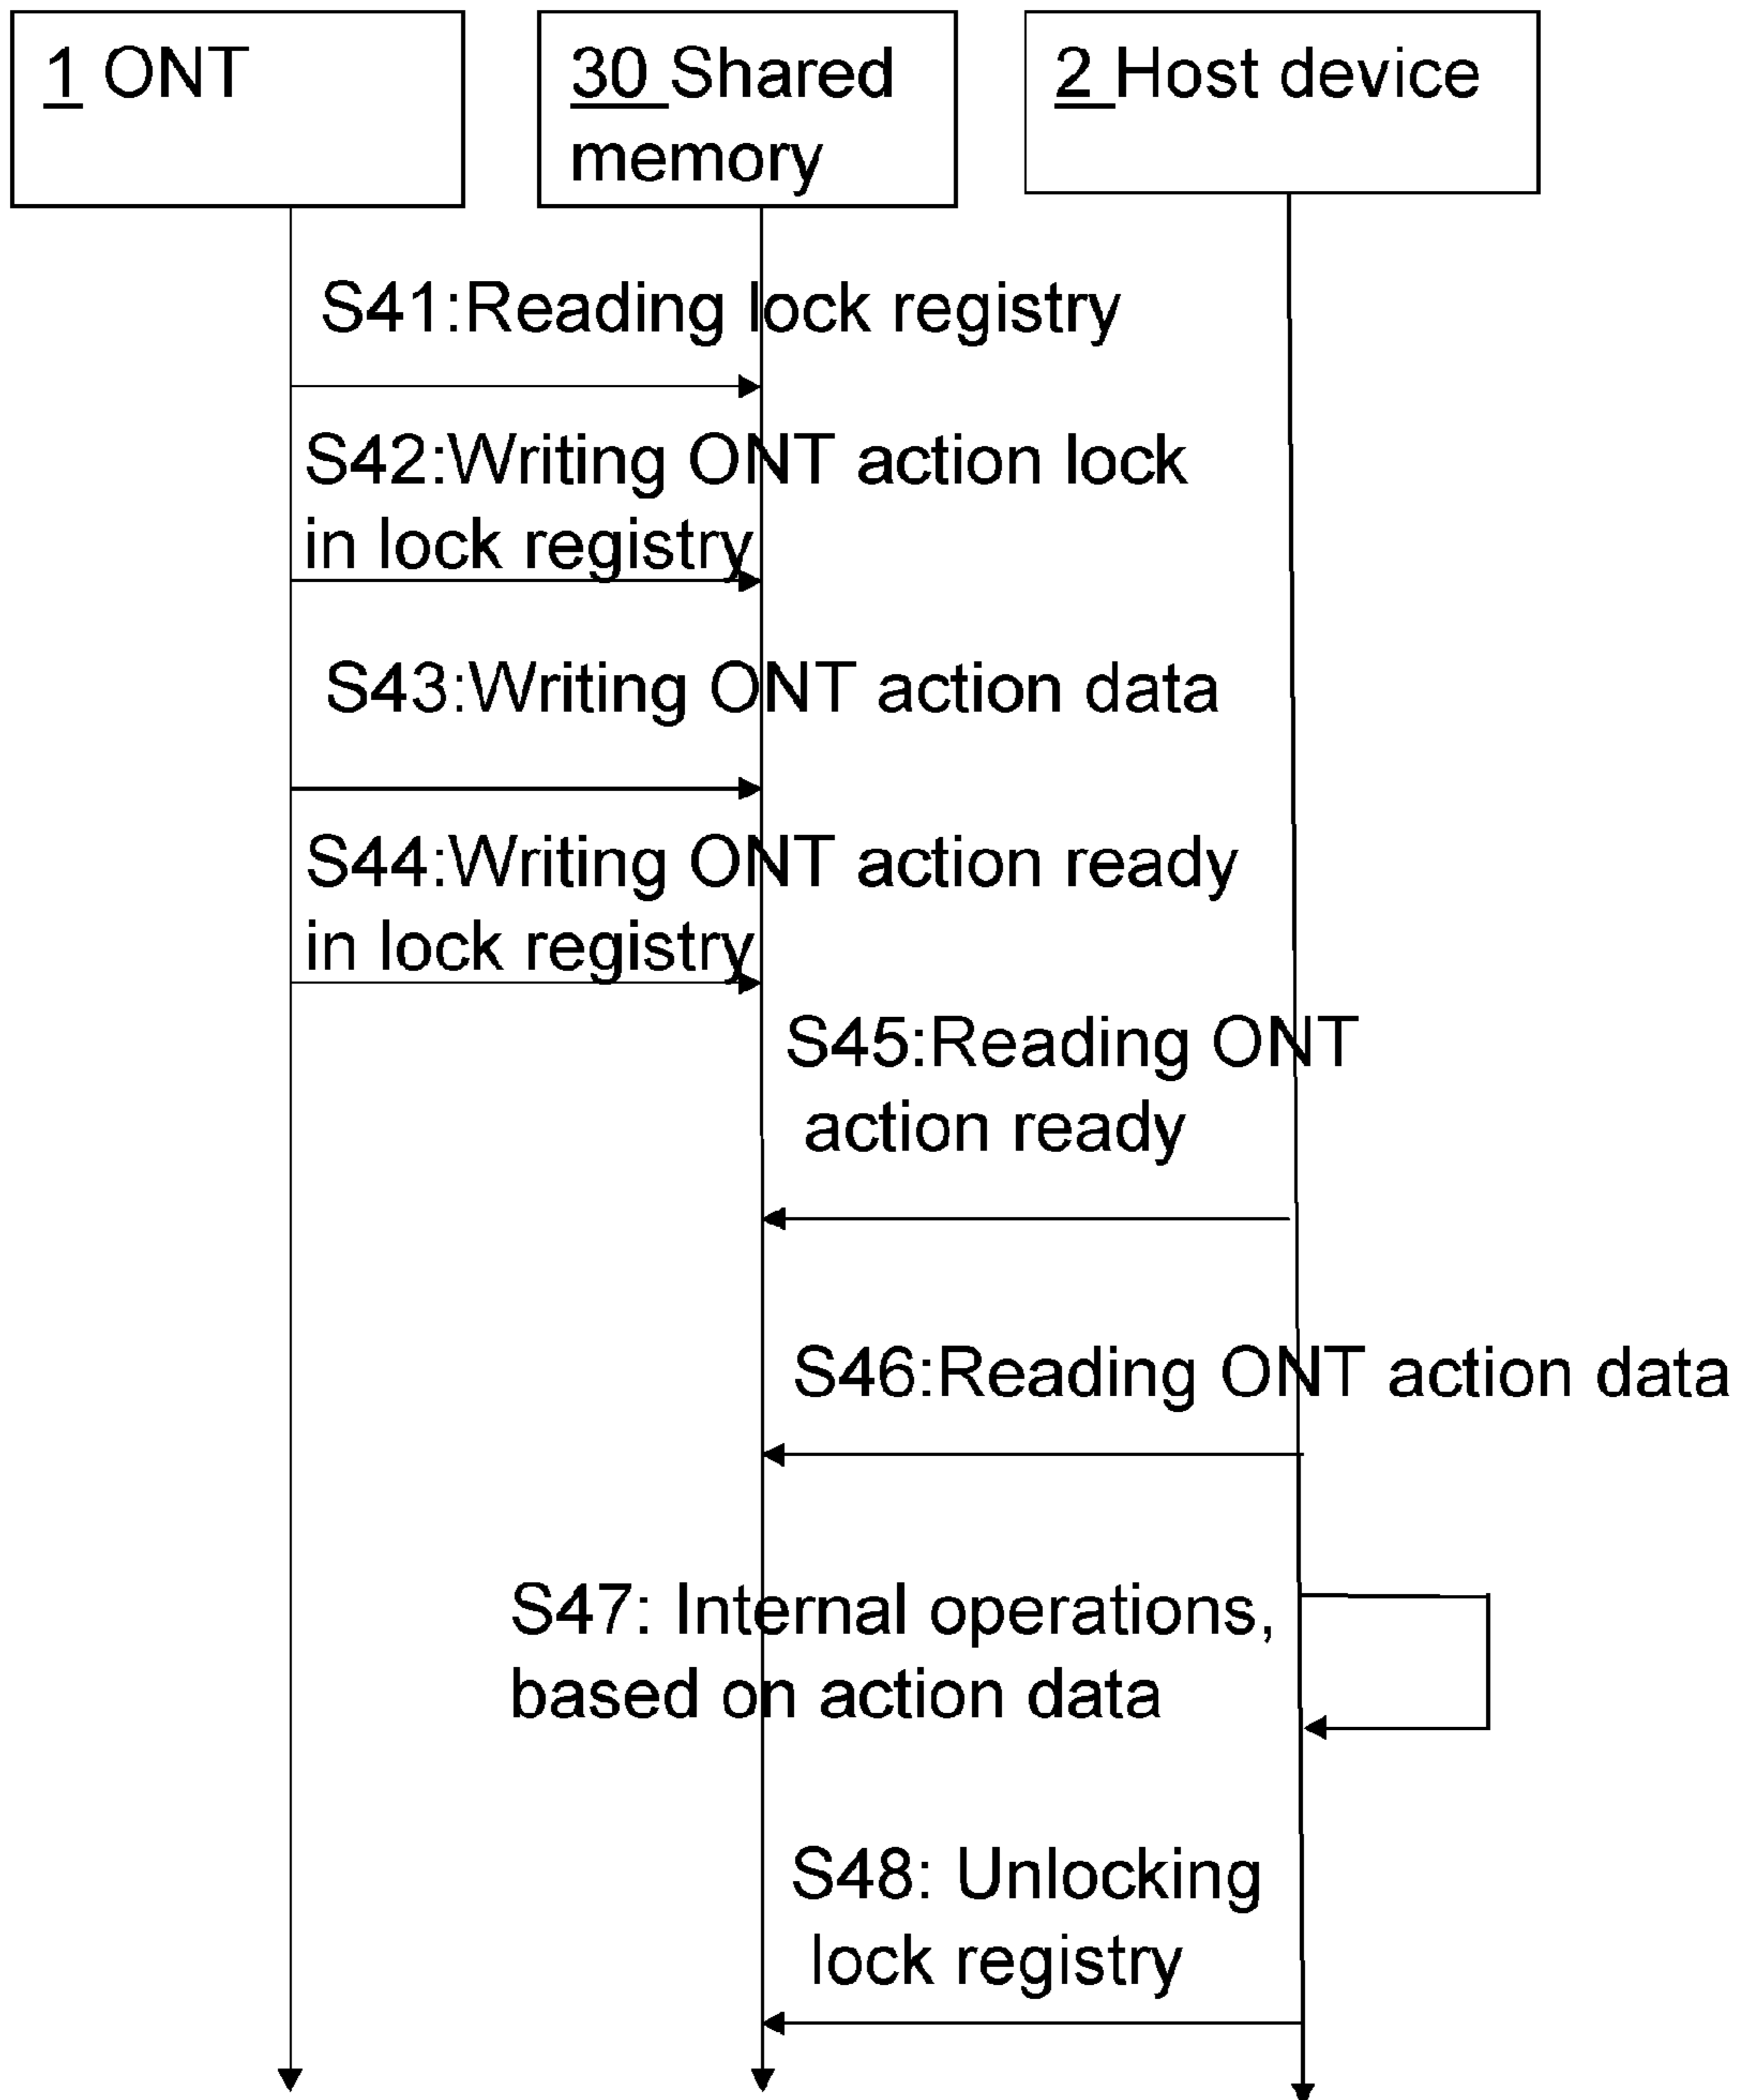 1 ONT
30 Shared
memory
2 Host device
S41:Reading lock registry
S42:Writing ONT action lock
in lock registry
S43:Writing ONT action data
S44:Writing ONT action ready
in lock registry
S45:Reading ONT
action ready
S46:Reading ONT action data
S47: Internal operations,
based on action data
S48: Unlocking
lock registry